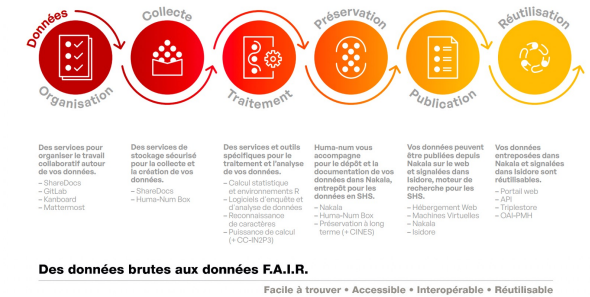 Données
Organisation
Collecte
Traitement
Préservation
Publication
Réutilisation
Des services pour
organiser le travail
collaboratif autour
de vos données.
– ShareDocs
– GitLab
– Kanboard
– Mattermost
Des services de
stockage sécurisé
pour la collecte et
la création de vos
données.
– ShareDocs
– Huma-Num Box
Des services et outils
spécifiques pour le
traitement et l'analyse
de vos données.
– Calcul statistique
et environnements R
– Logiciels d'enquête et
d'analyse de données
– Reconnaissance
de caractères
– Puissance de calcul
(+ CC-IN2P3)
Huma-num vous
accompagne
pour le dépôt et la
documentation de vos
données dans Nakala,
entrepôt pour les
données en SHS.
– Nakala
– Huma-Num Box
– Préservation à long
terme (+ CINES)
Vos données peuvent
être publiées depuis
Nakala sur le web
et signalées dans
Isidore, moteur de
recherche pour les
SHS.
– Hébergement Web
– Machines Virtuelles
– Nakala
– Isidore
Vos données
entreposées dans
Nakala et signalées
dans Isidore sont
réutilisables.
– Portail web
– API
– Triplestore
– OAI-PMH
Des données brutes aux données F.A.I.R.
Facile à trouver • Accessible • Interopérable • Réutilisable